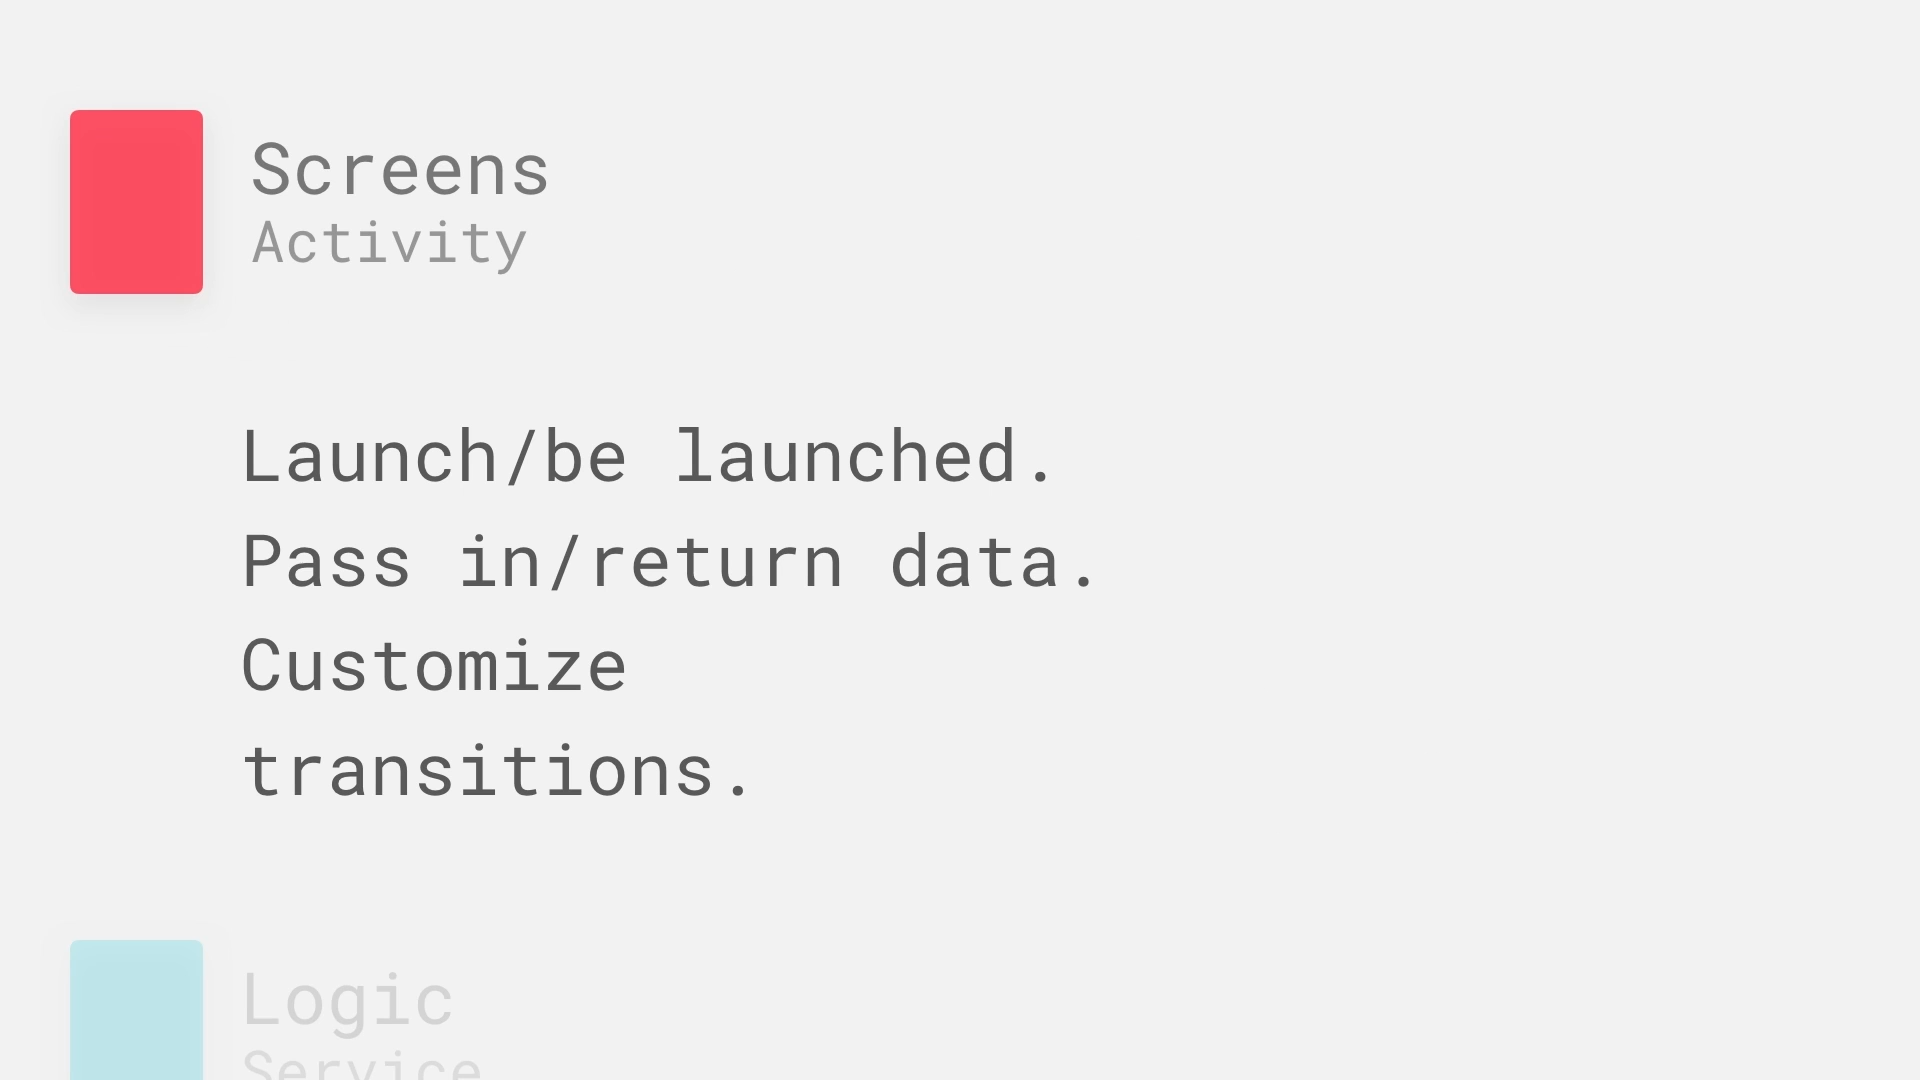 Screens
Activity
Launch/be launched.
Pass in/return data.
Customize
transitions.
Logic
Service